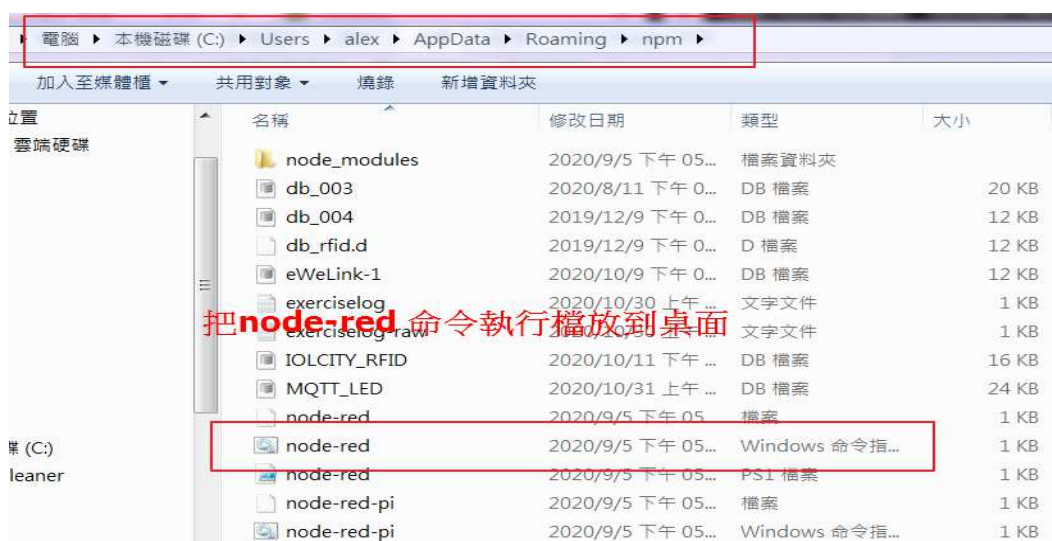 電腦 ▸ 本機磁碟 (C:) ▸ Users ▸ alex ▸ AppData ▸ Roaming ▸ npm ▸
加入至媒體櫃 共用對象 燒錄 新增資料夾
位置
雲端硬碟
名稱 修改日期 類型 大小
node_modules 2020/9/5 下午 05... 檔案資料夾
db_003 2020/8/11 下午 0... DB 檔案 20 KB
db_004 2019/12/9 下午 0... DB 檔案 12 KB
db_rfid.d 2019/12/9 下午 0... D 檔案 12 KB
eWeLink-1 2020/10/9 下午 0... DB 檔案 12 KB
exerciselog 2020/10/30 上午 ... 文字文件 1 KB
把node-red 命令執行檔放到桌面
exerciselog-raw 文字文件 1 KB
IOLCITY_RFID 2020/10/11 下午 ... DB 檔案 16 KB
MQTT_LED 2020/10/31 上午 ... DB 檔案 24 KB
node-red 2020/9/5 下午 05... 檔案 1 KB
(C:)
node-red 2020/9/5 下午 05... Windows 命令指... 1 KB
leaner
node-red 2020/9/5 下午 05... PS1 檔案 1 KB
node-red-pi 2020/9/5 下午 05... 檔案 1 KB
node-red-pi 2020/9/5 下午 05... Windows 命令指... 1 KB